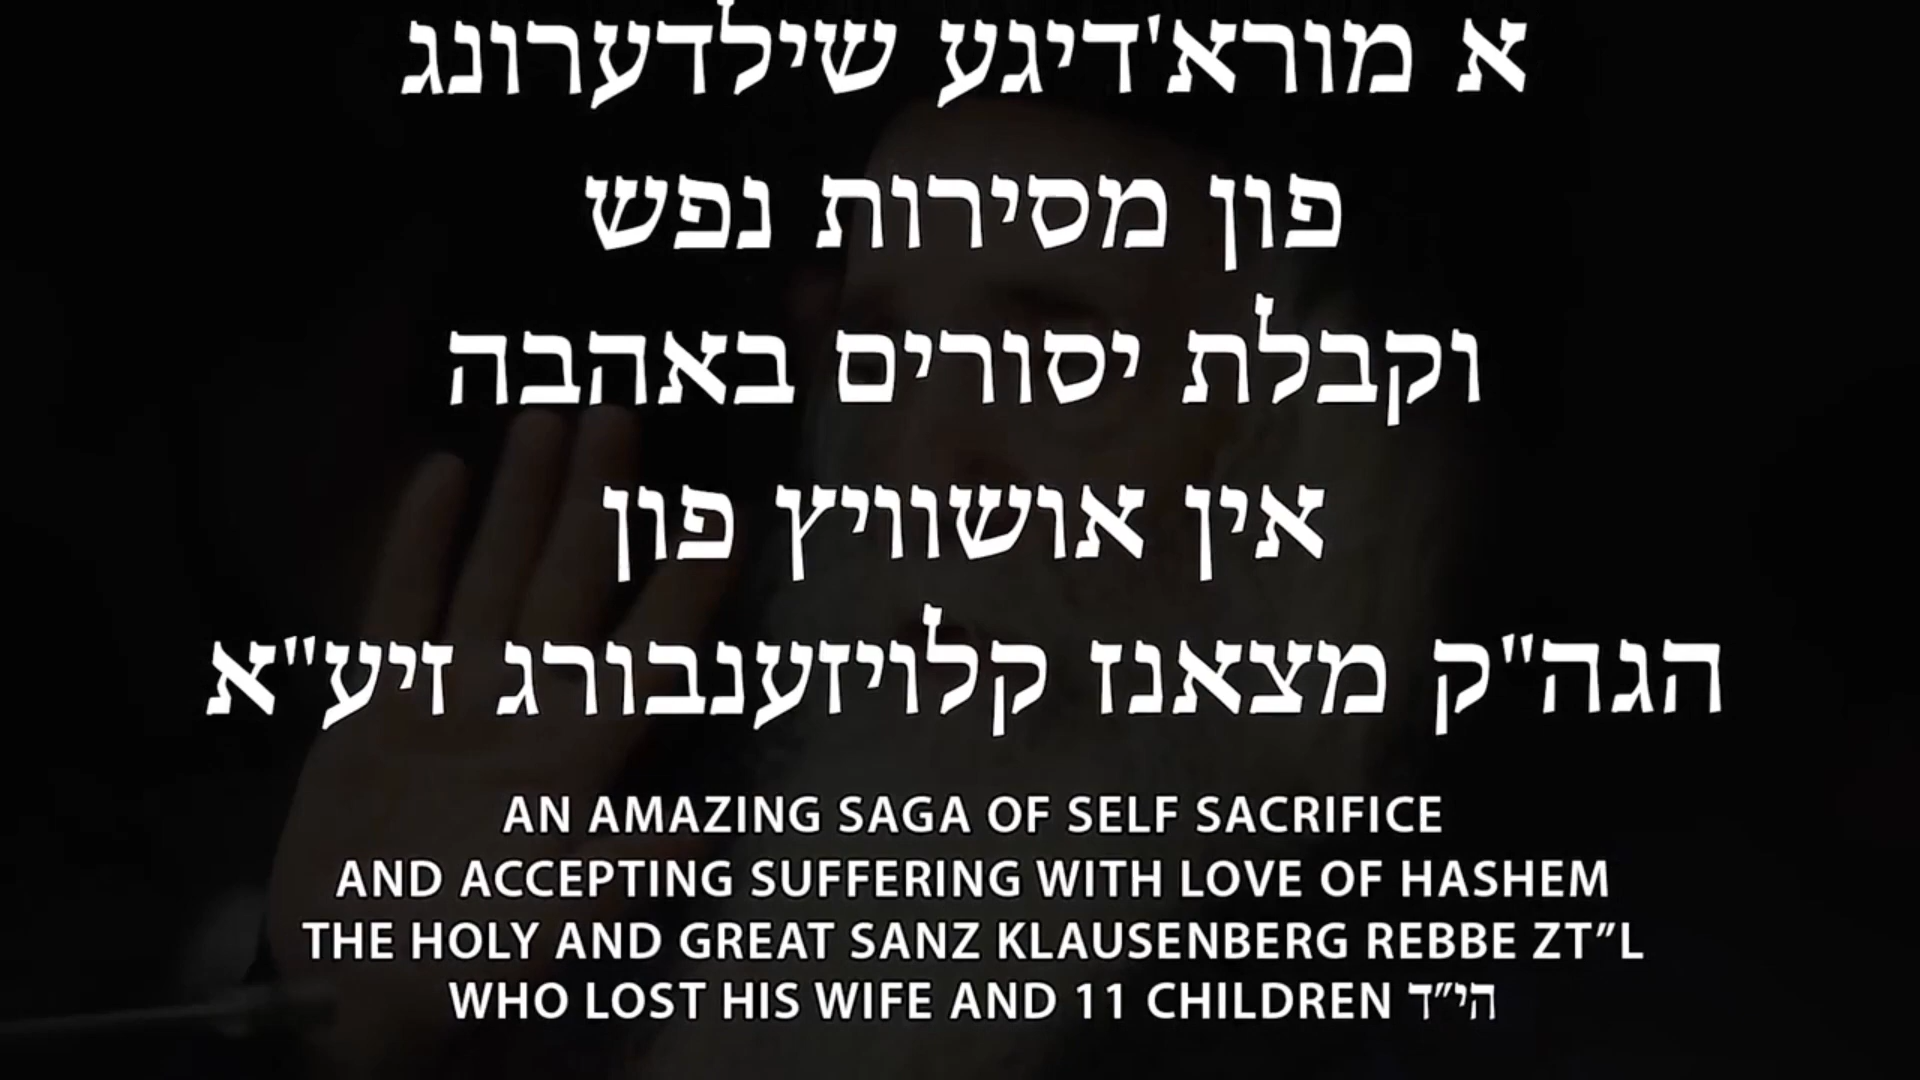 א מורא'דיגע שילדערונג
פון מסירות נפש
וקבלת יסורים באהבה
אין אושוויץ פון
הגה"ק מצאנז קלויזענבורג זיע"א
AN AMAZING SAGA OF SELF SACRIFICE
AND ACCEPTING SUFFERING WITH LOVE OF HASHEM
THE HOLY AND GREAT SANZ KLAUSENBERG REBBE ZT”L
WHO LOST HIS WIFE AND 11 CHILDREN הי”ד